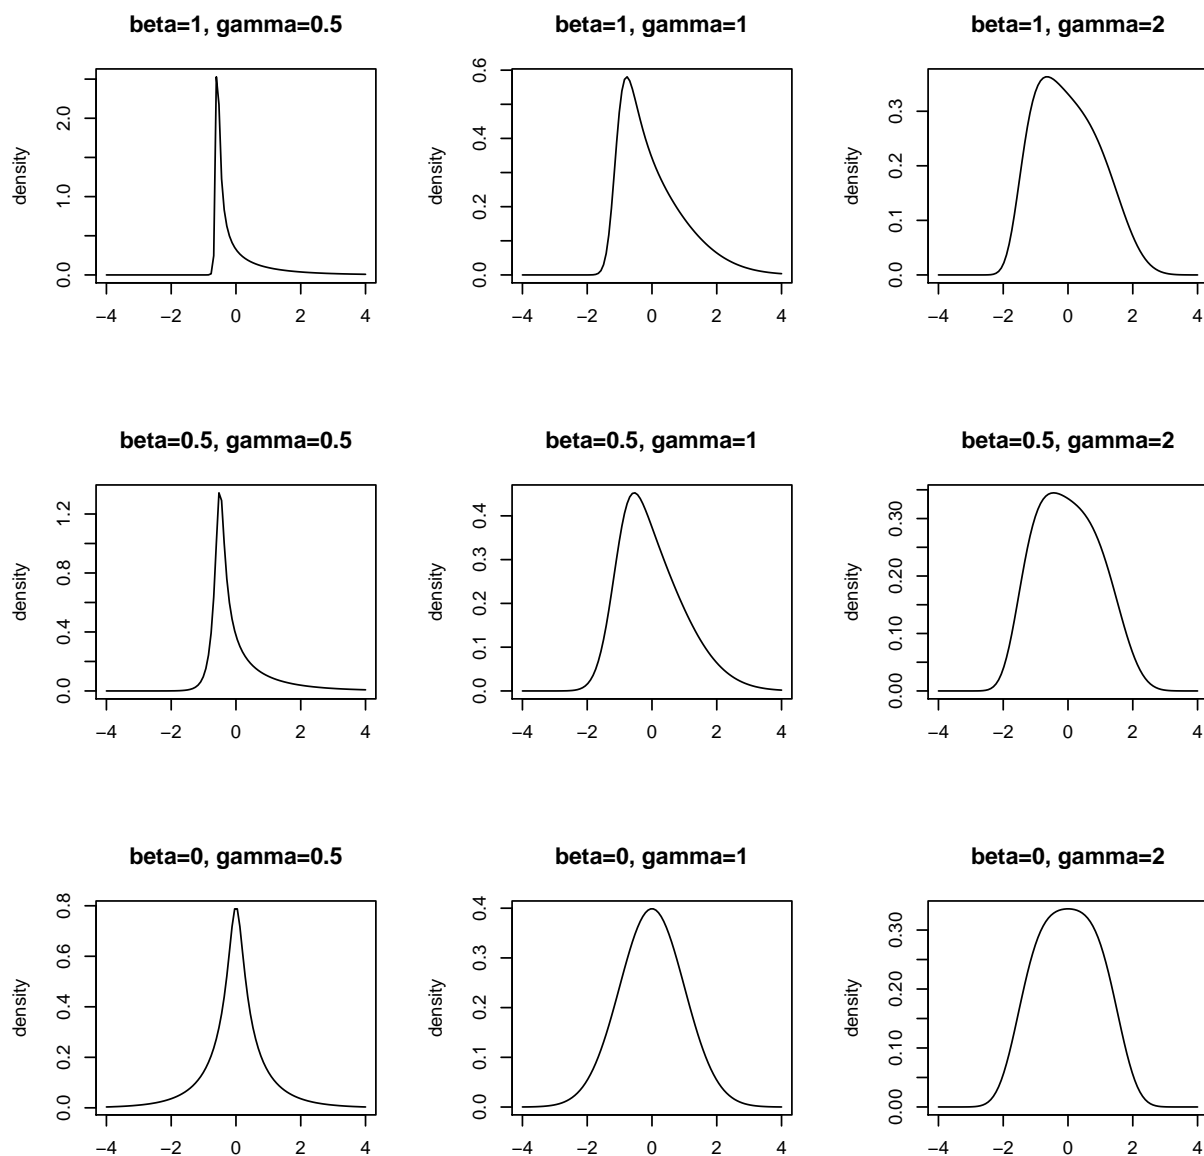 beta=1, gamma=0.5
density
0.0 1.0 2.0
−4 −2 0 2 4
beta=1, gamma=1
density
0.0 0.2 0.4 0.6
−4 −2 0 2 4
beta=1, gamma=2
density
0.0 0.1 0.2 0.3
−4 −2 0 2 4
beta=0.5, gamma=0.5
density
0.0 0.4 0.8 1.2
−4 −2 0 2 4
beta=0.5, gamma=1
density
0.0 0.1 0.2 0.3 0.4
−4 −2 0 2 4
beta=0.5, gamma=2
density
0.00 0.10 0.20 0.30
−4 −2 0 2 4
beta=0, gamma=0.5
density
0.0 0.2 0.4 0.6 0.8
−4 −2 0 2 4
beta=0, gamma=1
density
0.0 0.1 0.2 0.3 0.4
−4 −2 0 2 4
beta=0, gamma=2
density
0.00 0.10 0.20 0.30
−4 −2 0 2 4